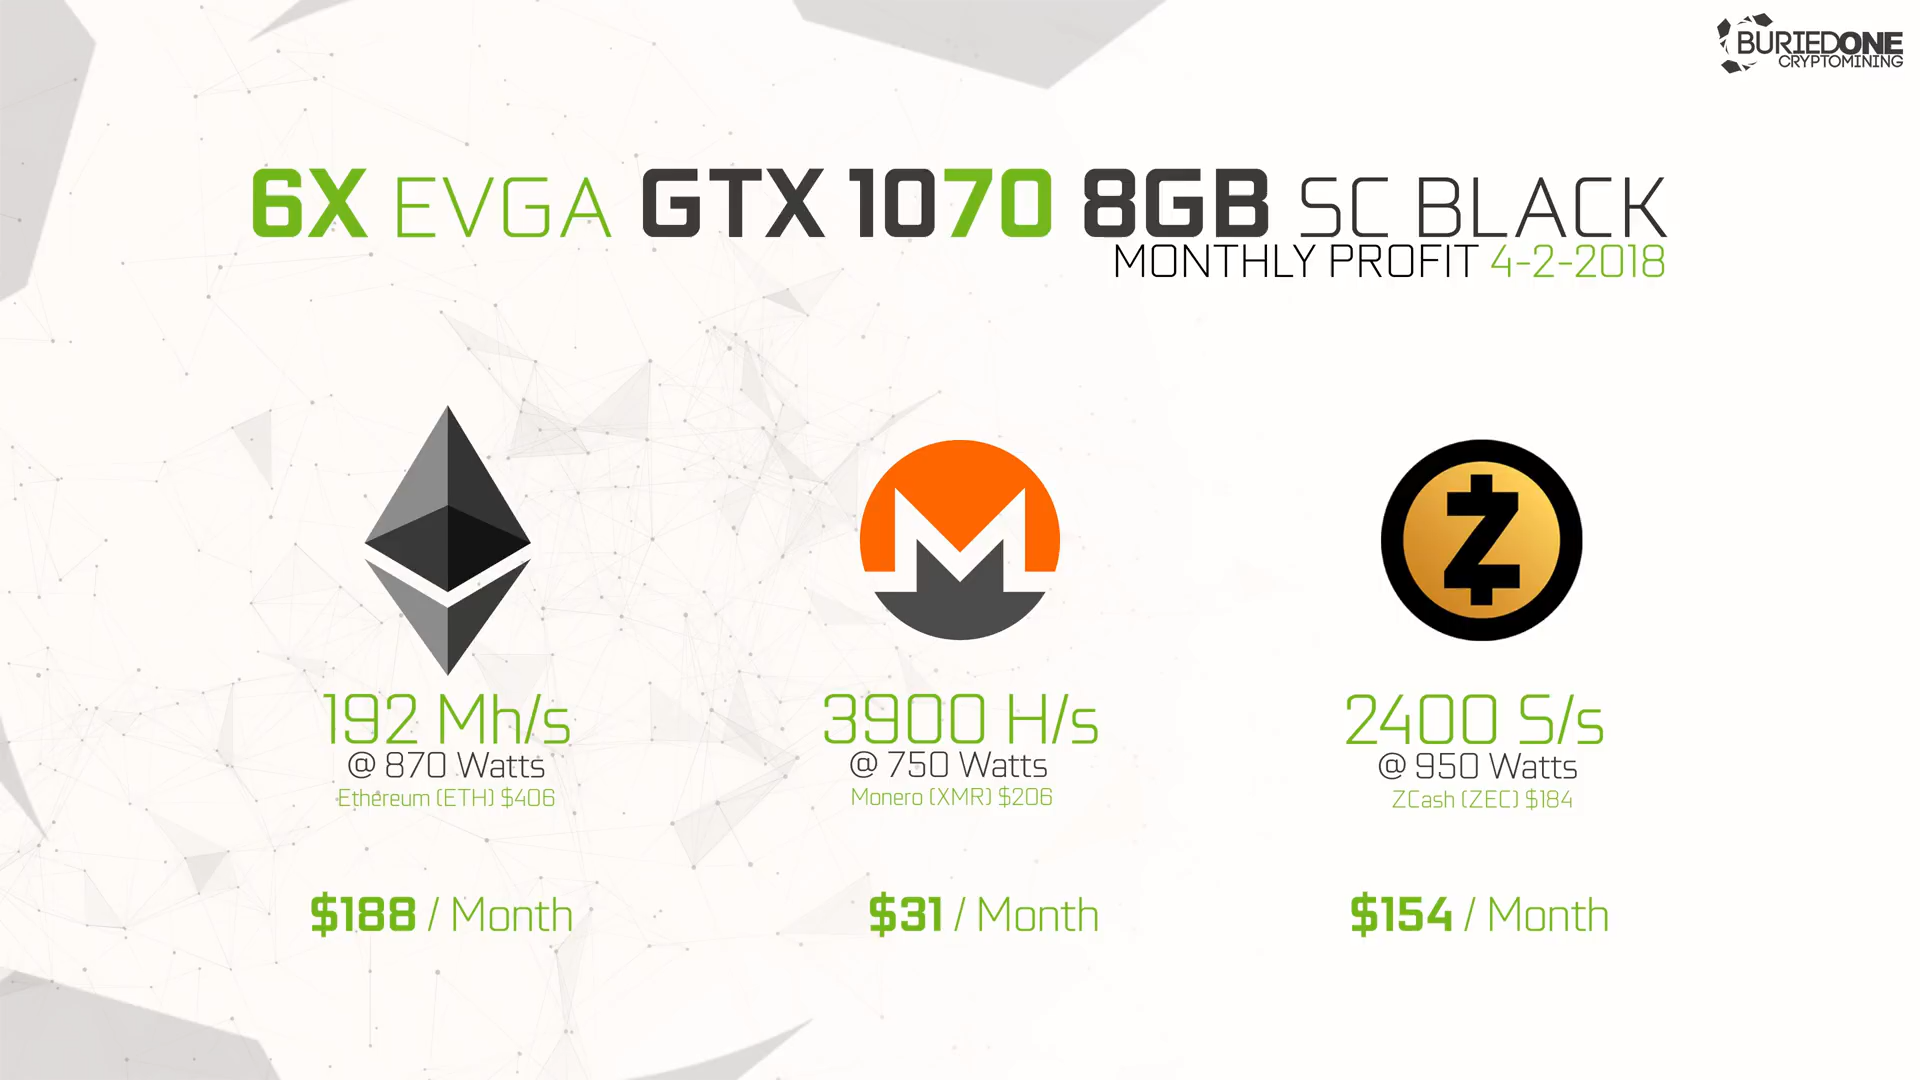 BURIEDONE
CRYPTOMINING
6X EVGA GTX 1070 8GB SC BLACK
MONTHLY PROFIT 4-2-2018
192 Mh/s
@ 870 Watts
Ethereum (ETH) $406
$188 / Month
3900 H/s
@ 750 Watts
Monero (XMR) $206
$31 / Month
2400 S/s
@ 950 Watts
ZCash (ZEC) $184
$154 / Month